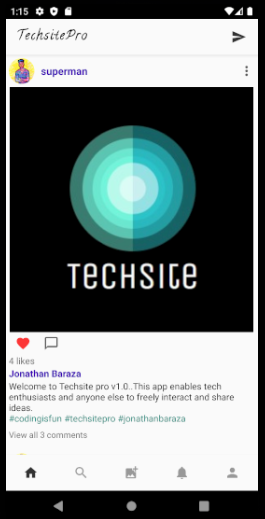 1:15
TechsitePro
superman
Techsite
4 likes
Jonathan Baraza
Welcome to Techsite pro v1.0..This app enables tech
enthusiasts and anyone else to freely interact and share
ideas.
#codingisfun #techsitepro #jonathanbaraza
View all 3 comments